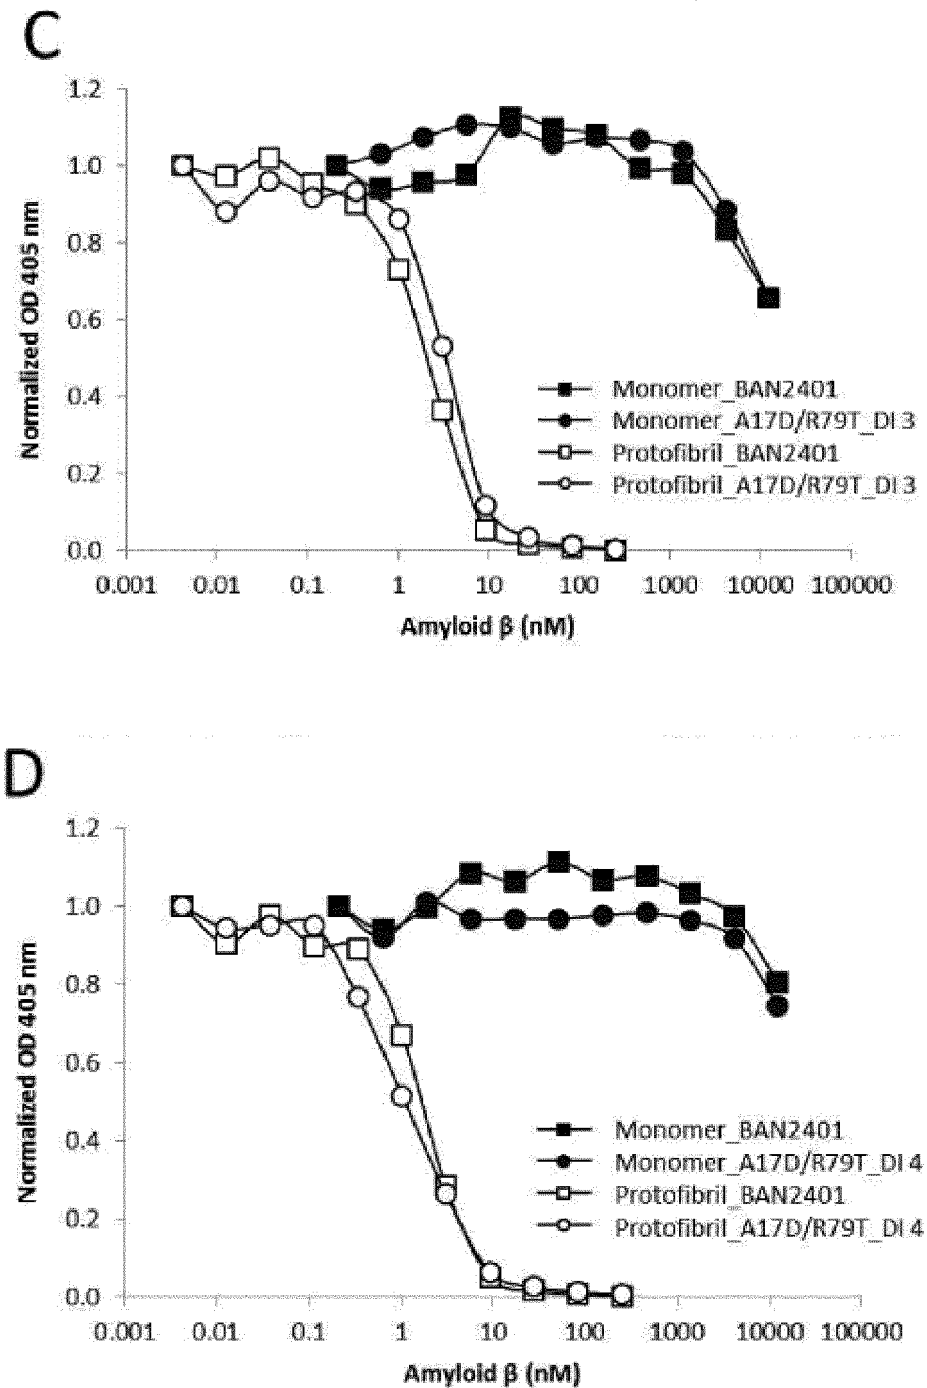 C
1.2
1.0
0.8
0.6
0.4
0.2
0.0
Normalized OD 405 nm
Monomer_BAN2401
Monomer_A17D/R79T_DI 3
Protofibril_BAN2401
Protofibril_A17D/R79T_DI 3
0.001 0.01 0.1 1 10 100 1000 10000 100000
Amyloid β (nM)
D
1.2
1.0
0.8
0.6
0.4
0.2
0.0
Normalized OD 405 nm
Monomer_BAN2401
Monomer_A17D/R79T_DI 4
Protofibril_BAN2401
Protofibril_A17D/R79T_DI 4
0.001 0.01 0.1 1 10 100 1000 10000 100000
Amyloid β (nM)